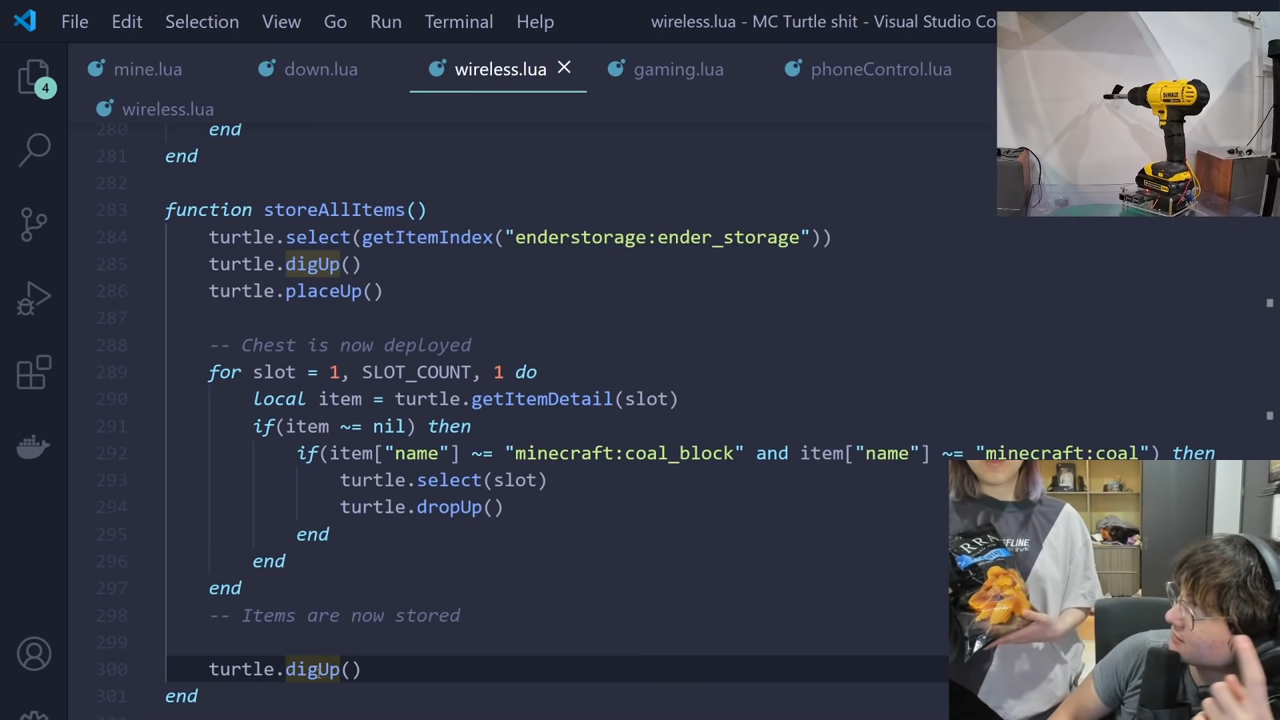 File Edit Selection View Go Run Terminal Help wireless.lua - MC Turtle shit - Visual Studio Co
mine.lua down.lua wireless.lua gaming.lua phoneControl.lua
4
wireless.lua
280 end
281 end
282
283 function storeAllItems()
284 turtle.select(getItemIndex("enderstorage:ender_storage"))
285 turtle.digUp()
286 turtle.placeUp()
287
288 -- Chest is now deployed
289 for slot = 1, SLOT_COUNT, 1 do
290 local item = turtle.getItemDetail(slot)
291 if(item ~= nil) then
292 if(item["name"] ~= "minecraft:coal_block" and item["name"] ~= "minecraft:coal") then
293 turtle.select(slot)
294 turtle.dropUp()
295 end
296 end
297 end
298 -- Items are now stored
299
300 turtle.digUp()
301 end
DEWALT